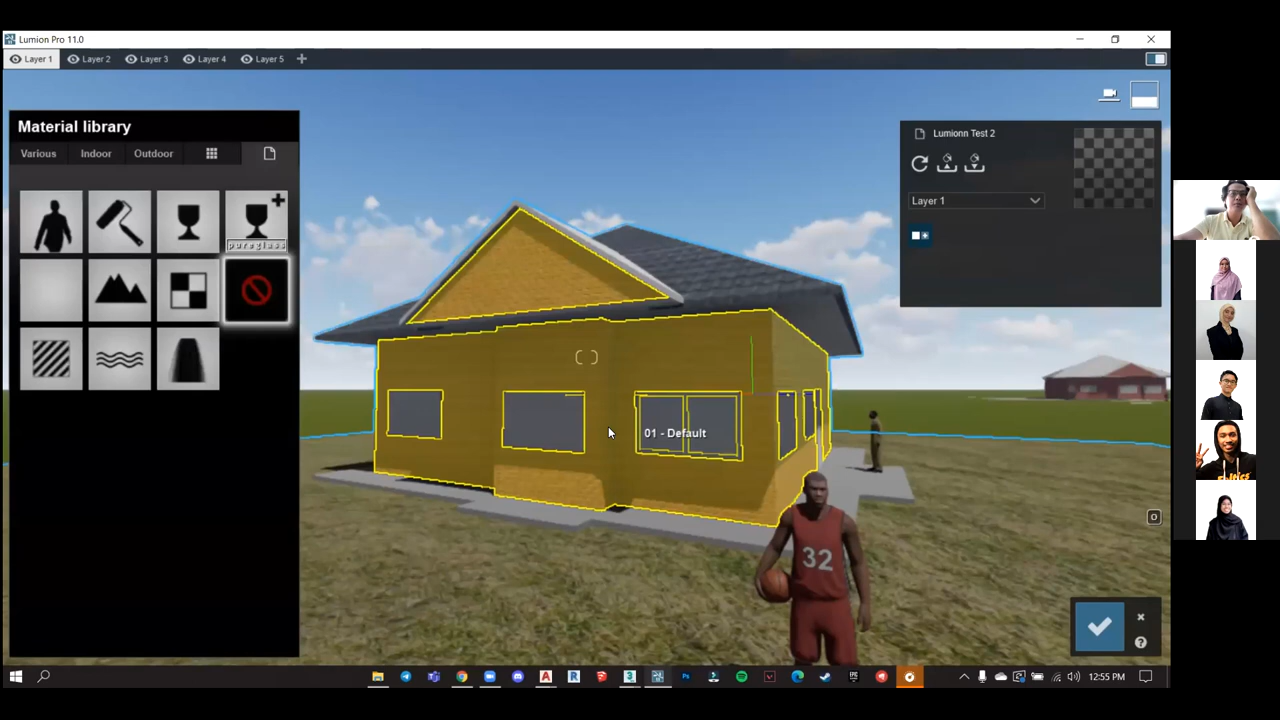 Lumion Pro 11.0
Layer 1
Layer 2
Layer 3
Layer 4
Layer 5
Material library
Various
Indoor
Outdoor
pureglass
Lumionn Test 2
Layer 1
01 - Default
32
Celtics
12:55 PM